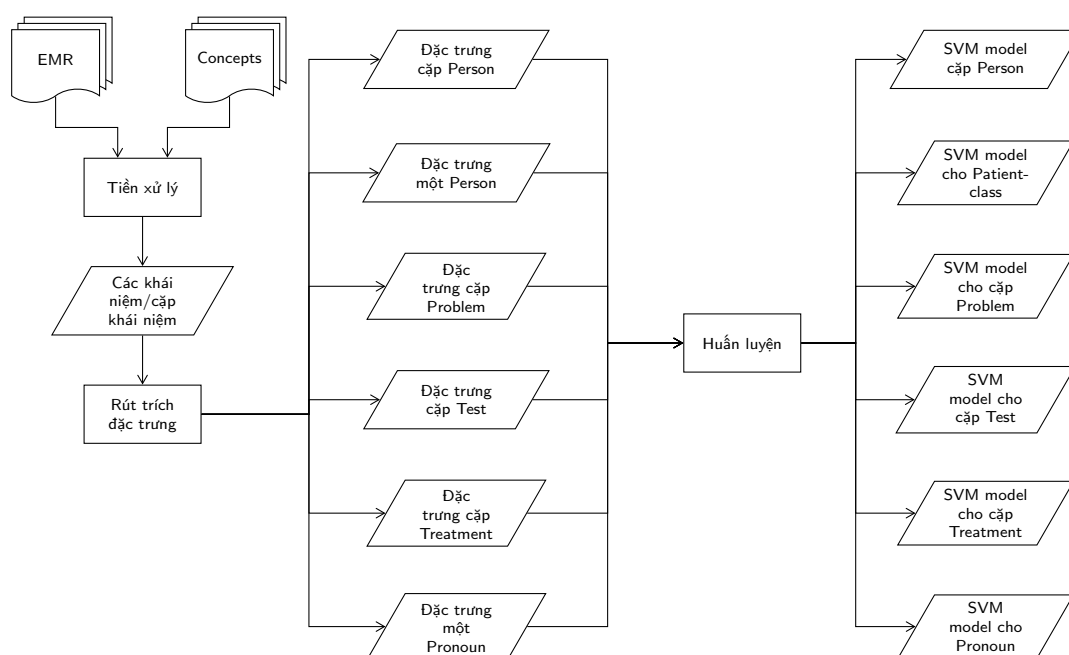 EMR
Concepts
Tiền xử lý
Các khái
niệm/cặp
khái niệm
Rút trích
đặc trưng
Đặc trưng
cặp Person
Đặc trưng
một Person
Đặc
trưng cặp
Problem
Đặc trưng
cặp Test
Đặc
trưng cặp
Treatment
Đặc trưng
một
Pronoun
Huấn luyện
SVM model
cặp Person
SVM model
cho Patient-
class
SVM model
cho cặp
Problem
SVM
model cho
cặp Test
SVM model
cho cặp
Treatment
SVM
model cho
Pronoun